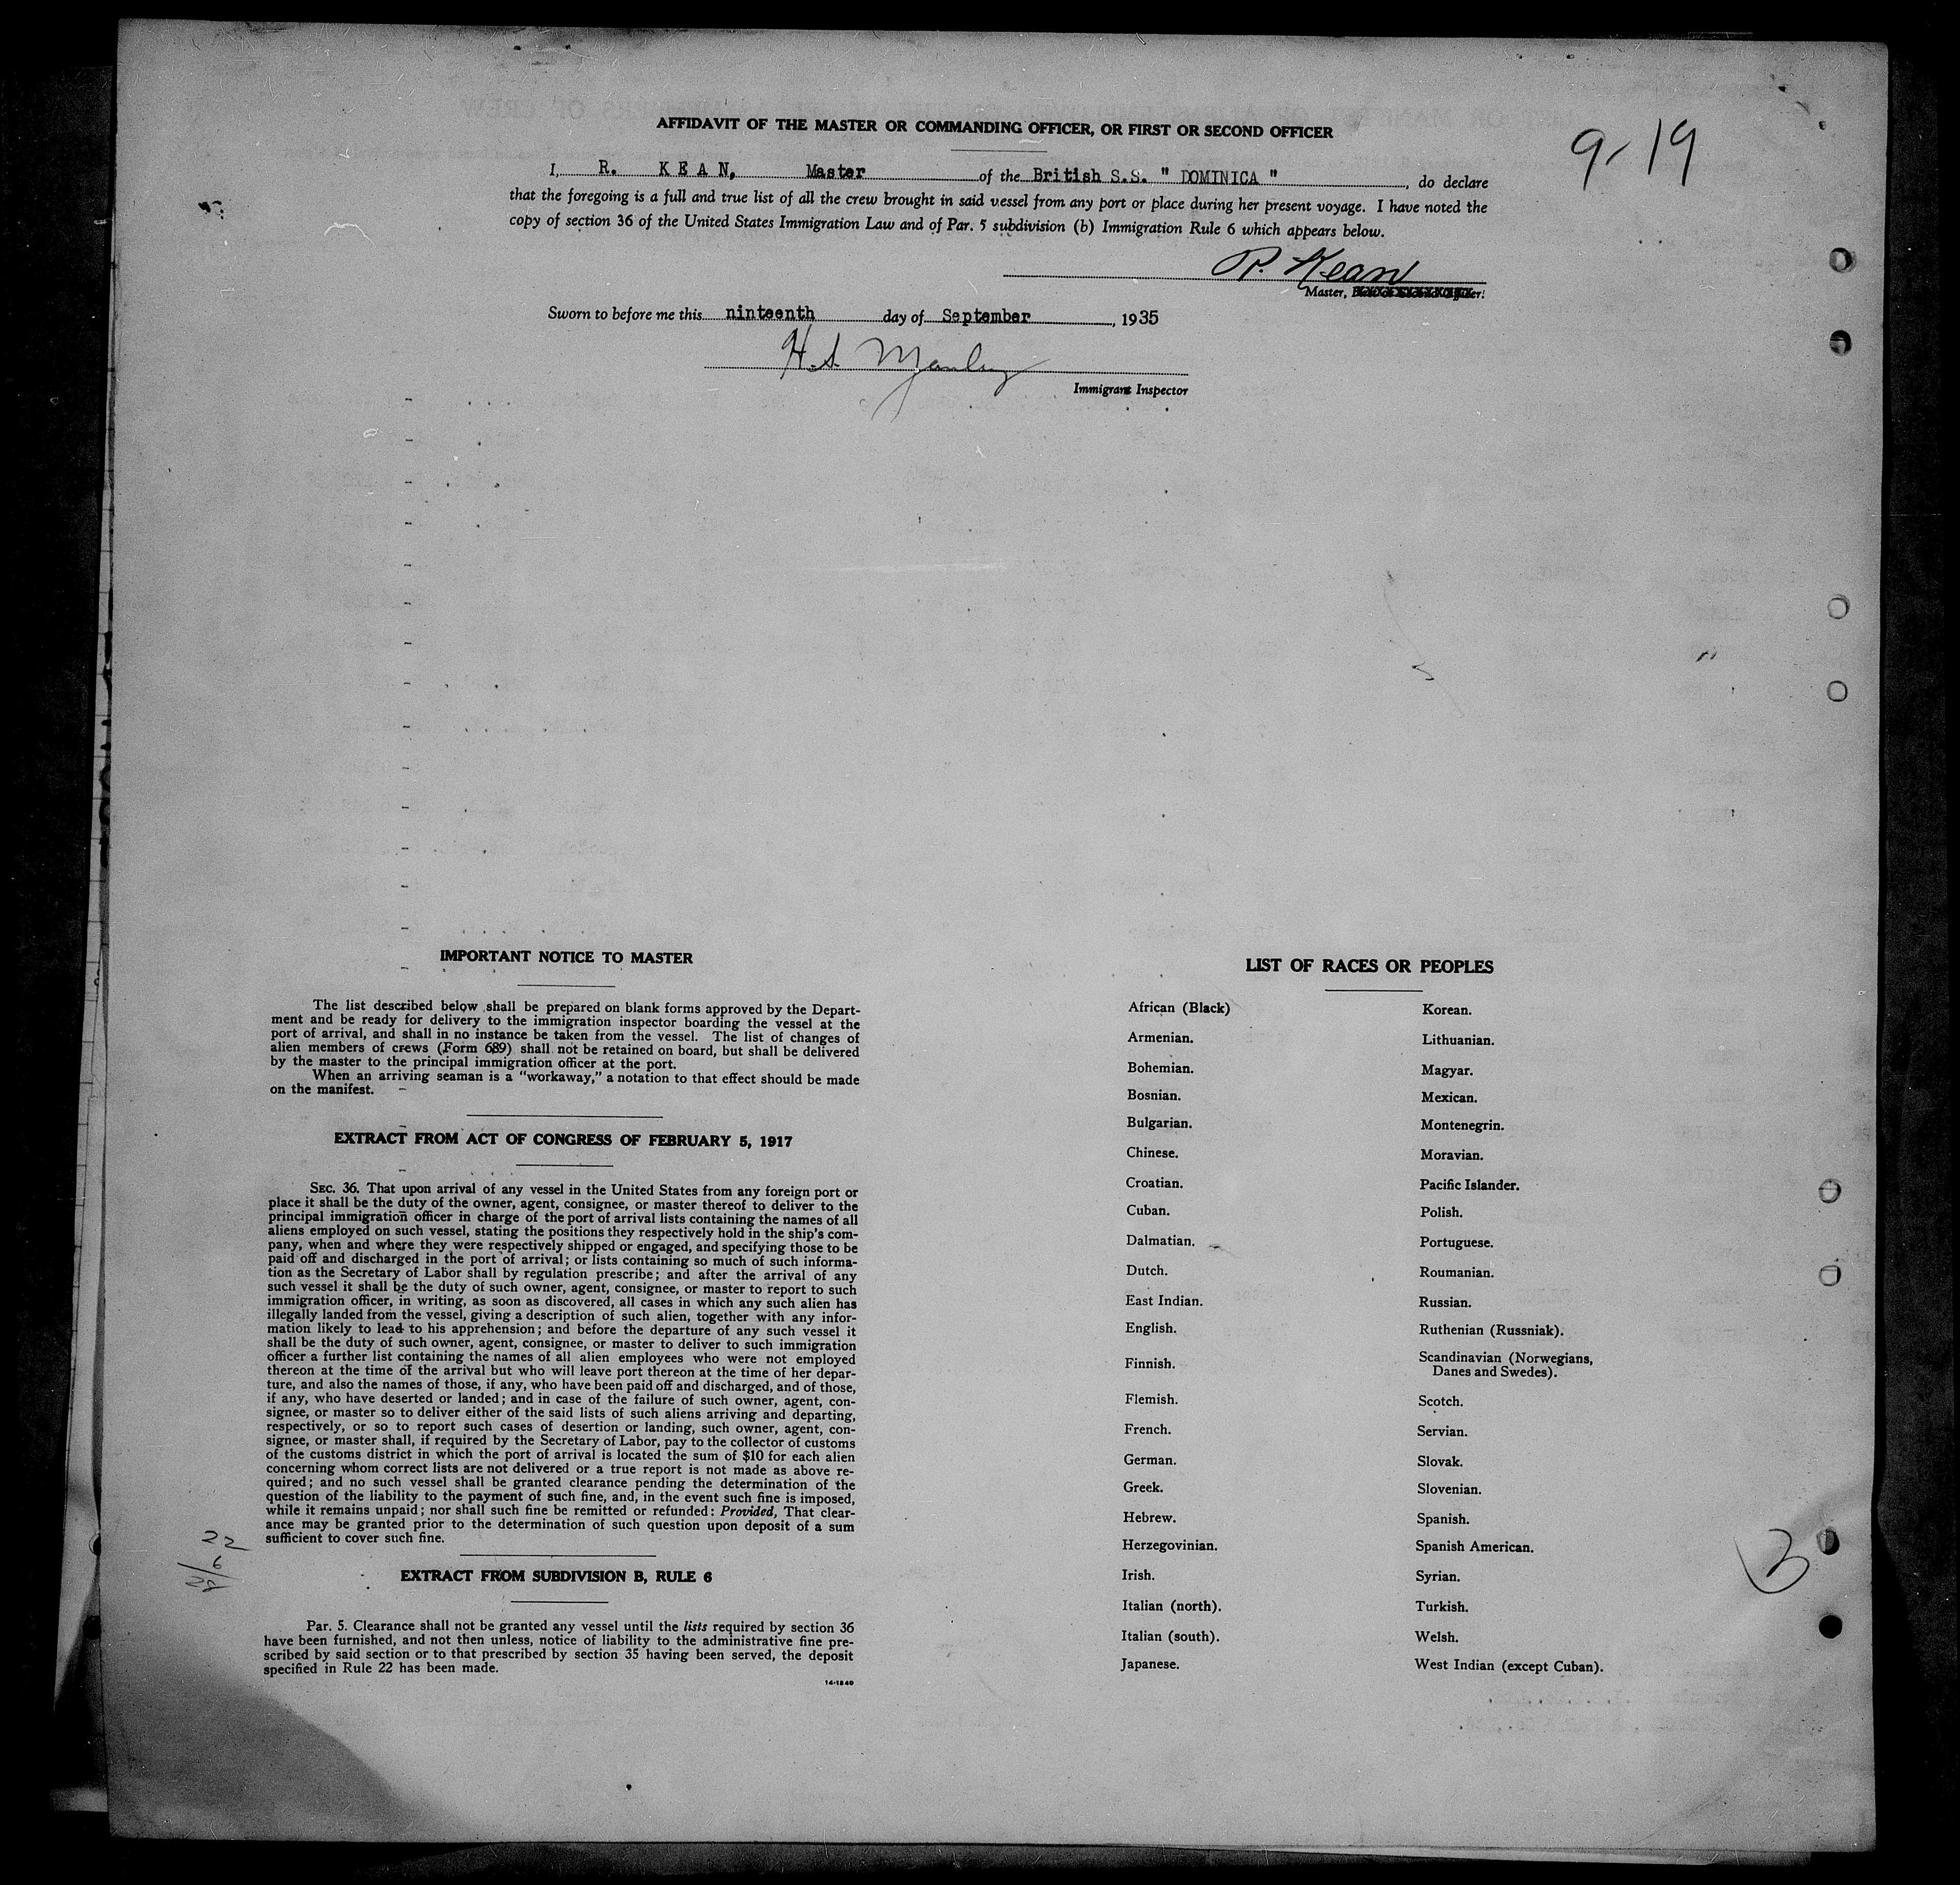 AFFIDAVIT OF THE MASTER OR COMMANDING OFFICER, OR FIRST OR SECOND OFFICER
9-19
I, R. KEAN, Master of the British S.S. " DOMINICA " , do declare
that the foregoing is a full and true list of all the crew brought in said vessel from any port or place during her present voyage. I have noted the
copy of section 36 of the United States Immigration Law and of Par. 5 subdivision (b) Immigration Rule 6 which appears below.
R. Kean
Master,
Sworn to before me this ninteenth day of September, 1935
H.S. Manley
Immigrant Inspector
IMPORTANT NOTICE TO MASTER
The list described below shall be prepared on blank forms approved by the Depart-
ment and be ready for delivery to the immigration inspector boarding the vessel at the
port of arrival, and shall in no instance be taken from the vessel. The list of changes of
alien members of crews (Form 689) shall not be retained on board, but shall be delivered
by the master to the principal immigration officer at the port.
When an arriving seaman is a "workaway," a notation to that effect should be made
on the manifest.
EXTRACT FROM ACT OF CONGRESS OF FEBRUARY 5, 1917
SEC. 36. That upon arrival of any vessel in the United States from any foreign port or
place it shall be the duty of the owner, agent, consignee, or master thereof to deliver to the
principal immigration officer in charge of the port of arrival lists containing the names of all
aliens employed on such vessel, stating the positions they respectively hold in the ship's com-
pany, when and where they were respectively shipped or engaged, and specifying those to be
paid off and discharged in the port of arrival; or lists containing so much of such informa-
tion as the Secretary of Labor shall by regulation prescribe; and after the arrival of any
such vessel it shall be the duty of such owner, agent, consignee, or master to report to such
immigration officer, in writing, as soon as discovered, all cases in which any such alien has
illegally landed from the vessel, giving a description of such alien, together with any infor-
mation likely to lead to his apprehension; and before the departure of any such vessel it
shall be the duty of such owner, agent, consignee, or master to deliver to such immigration
officer a further list containing the names of all alien employees who were not employed
thereon at the time of the arrival but who will leave port thereon at the time of her depar-
ture, and also the names of those, if any, who have been paid off and discharged, and of those,
if any, who have deserted or landed; and in case of the failure of such owner, agent, con-
signee, or master so to deliver either of the said lists of such aliens arriving and departing,
respectively, or so to report such cases of desertion or landing, such owner, agent, con-
signee, or master shall, if required by the Secretary of Labor, pay to the collector of customs
of the customs district in which the port of arrival is located the sum of $10 for each alien
concerning whom correct lists are not delivered or a true report is not made as above re-
quired; and no such vessel shall be granted clearance pending the determination of the
question of the liability to the payment of such fine, and, in the event such fine is imposed,
while it remains unpaid; nor shall such fine be remitted or refunded: Provided, That clear-
ance may be granted prior to the determination of such question upon deposit of a sum
sufficient to cover such fine.
22
6
28
EXTRACT FROM SUBDIVISION B, RULE 6
Par. 5. Clearance shall not be granted any vessel until the lists required by section 36
have been furnished, and not then unless, notice of liability to the administrative fine pre-
scribed by said section or to that prescribed by section 35 having been served, the deposit
specified in Rule 22 has been made.
14-1240
LIST OF RACES OR PEOPLES
African (Black)
Armenian.
Bohemian.
Bosnian.
Bulgarian.
Chinese.
Croatian.
Cuban.
Dalmatian.
Dutch.
East Indian.
English.
Finnish.
Flemish.
French.
German.
Greek.
Hebrew.
Herzegovinian.
Irish.
Italian (north).
Italian (south).
Japanese.
Korean.
Lithuanian.
Magyar.
Mexican.
Montenegrin.
Moravian.
Pacific Islander.
Polish.
Portuguese.
Roumanian.
Russian.
Ruthenian (Russniak).
Scandinavian (Norwegians,
Danes and Swedes).
Scotch.
Servian.
Slovak.
Slovenian.
Spanish.
Spanish American.
Syrian.
Turkish.
Welsh.
West Indian (except Cuban).